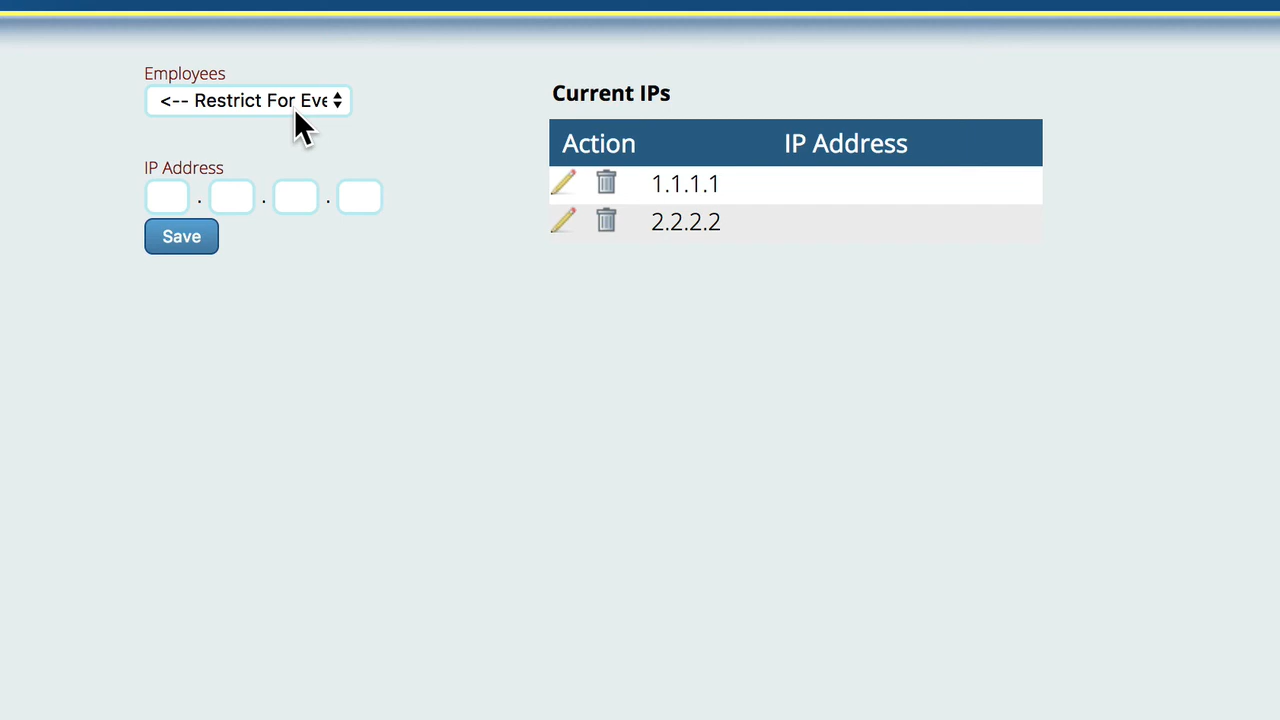 Employees
<-- Restrict For Eve
IP Address
. . .
Save
Current IPs
Action IP Address
1.1.1.1
2.2.2.2